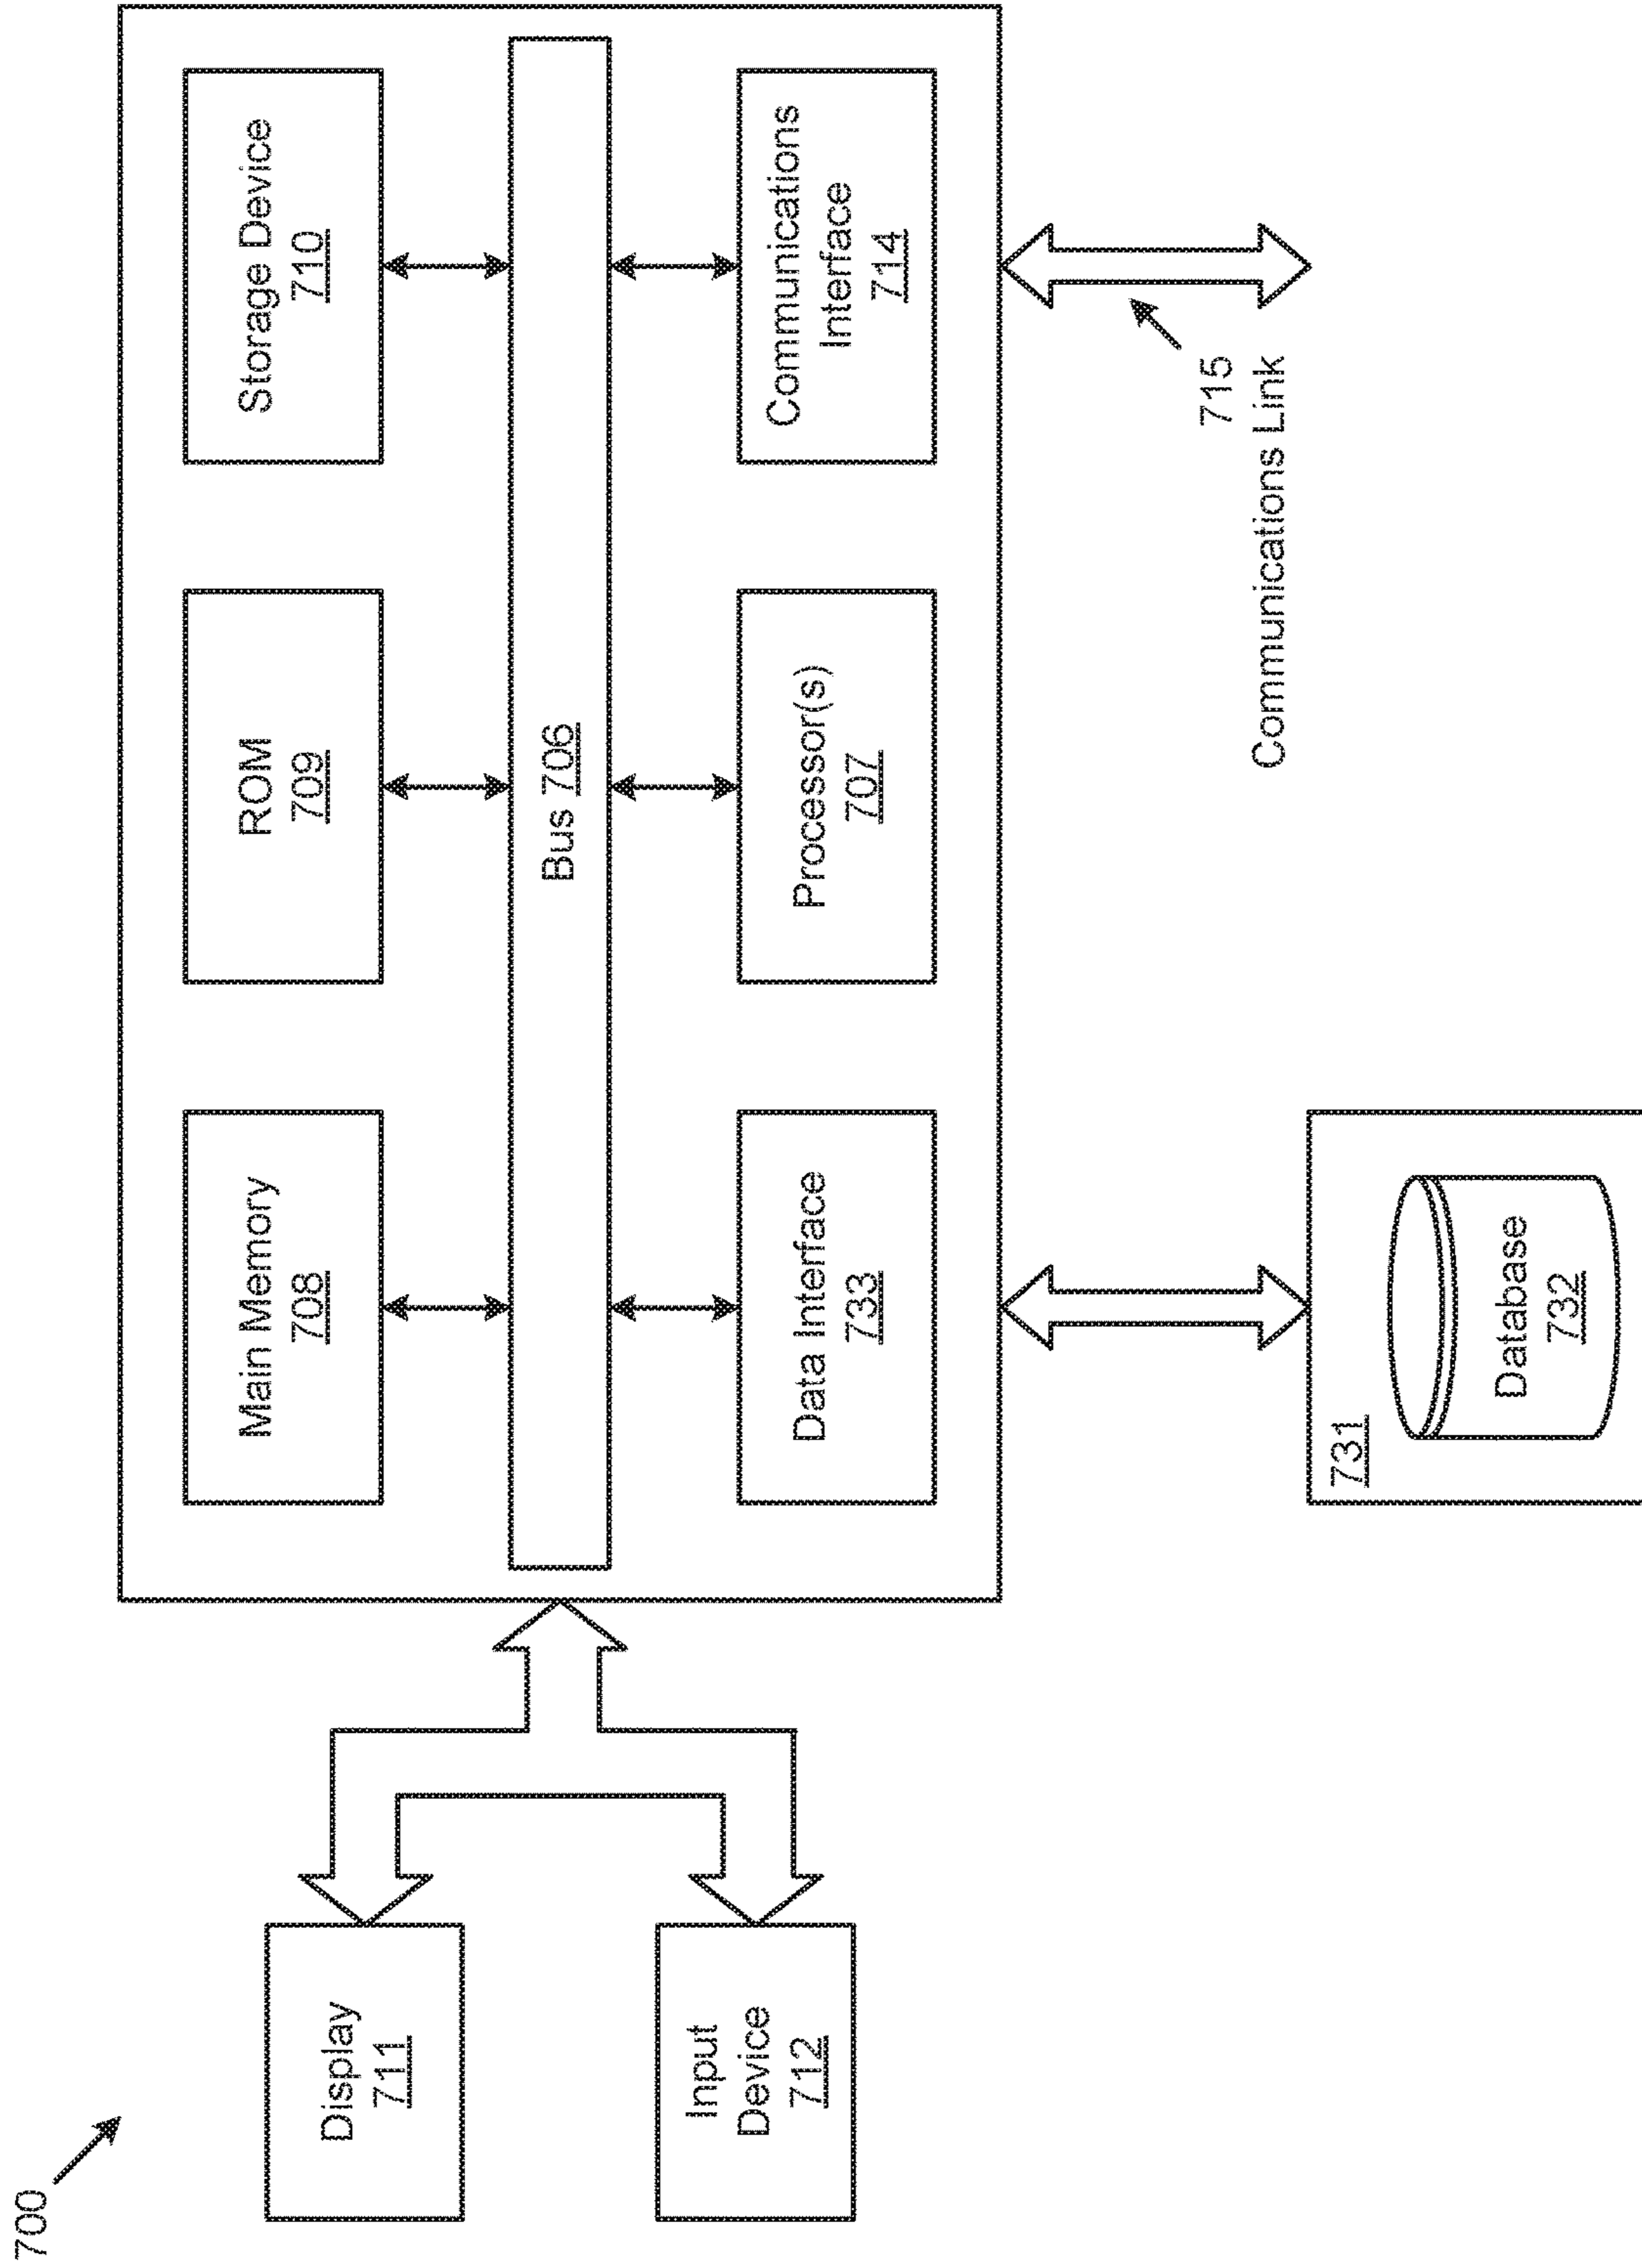 700
Display
711
Input
Device
712
Main Memory
708
ROM
709
Storage Device
710
Bus 706
Data Interface
733
Processor(s)
707
Communications
Interface
714
715
Communications Link
731
Database
732